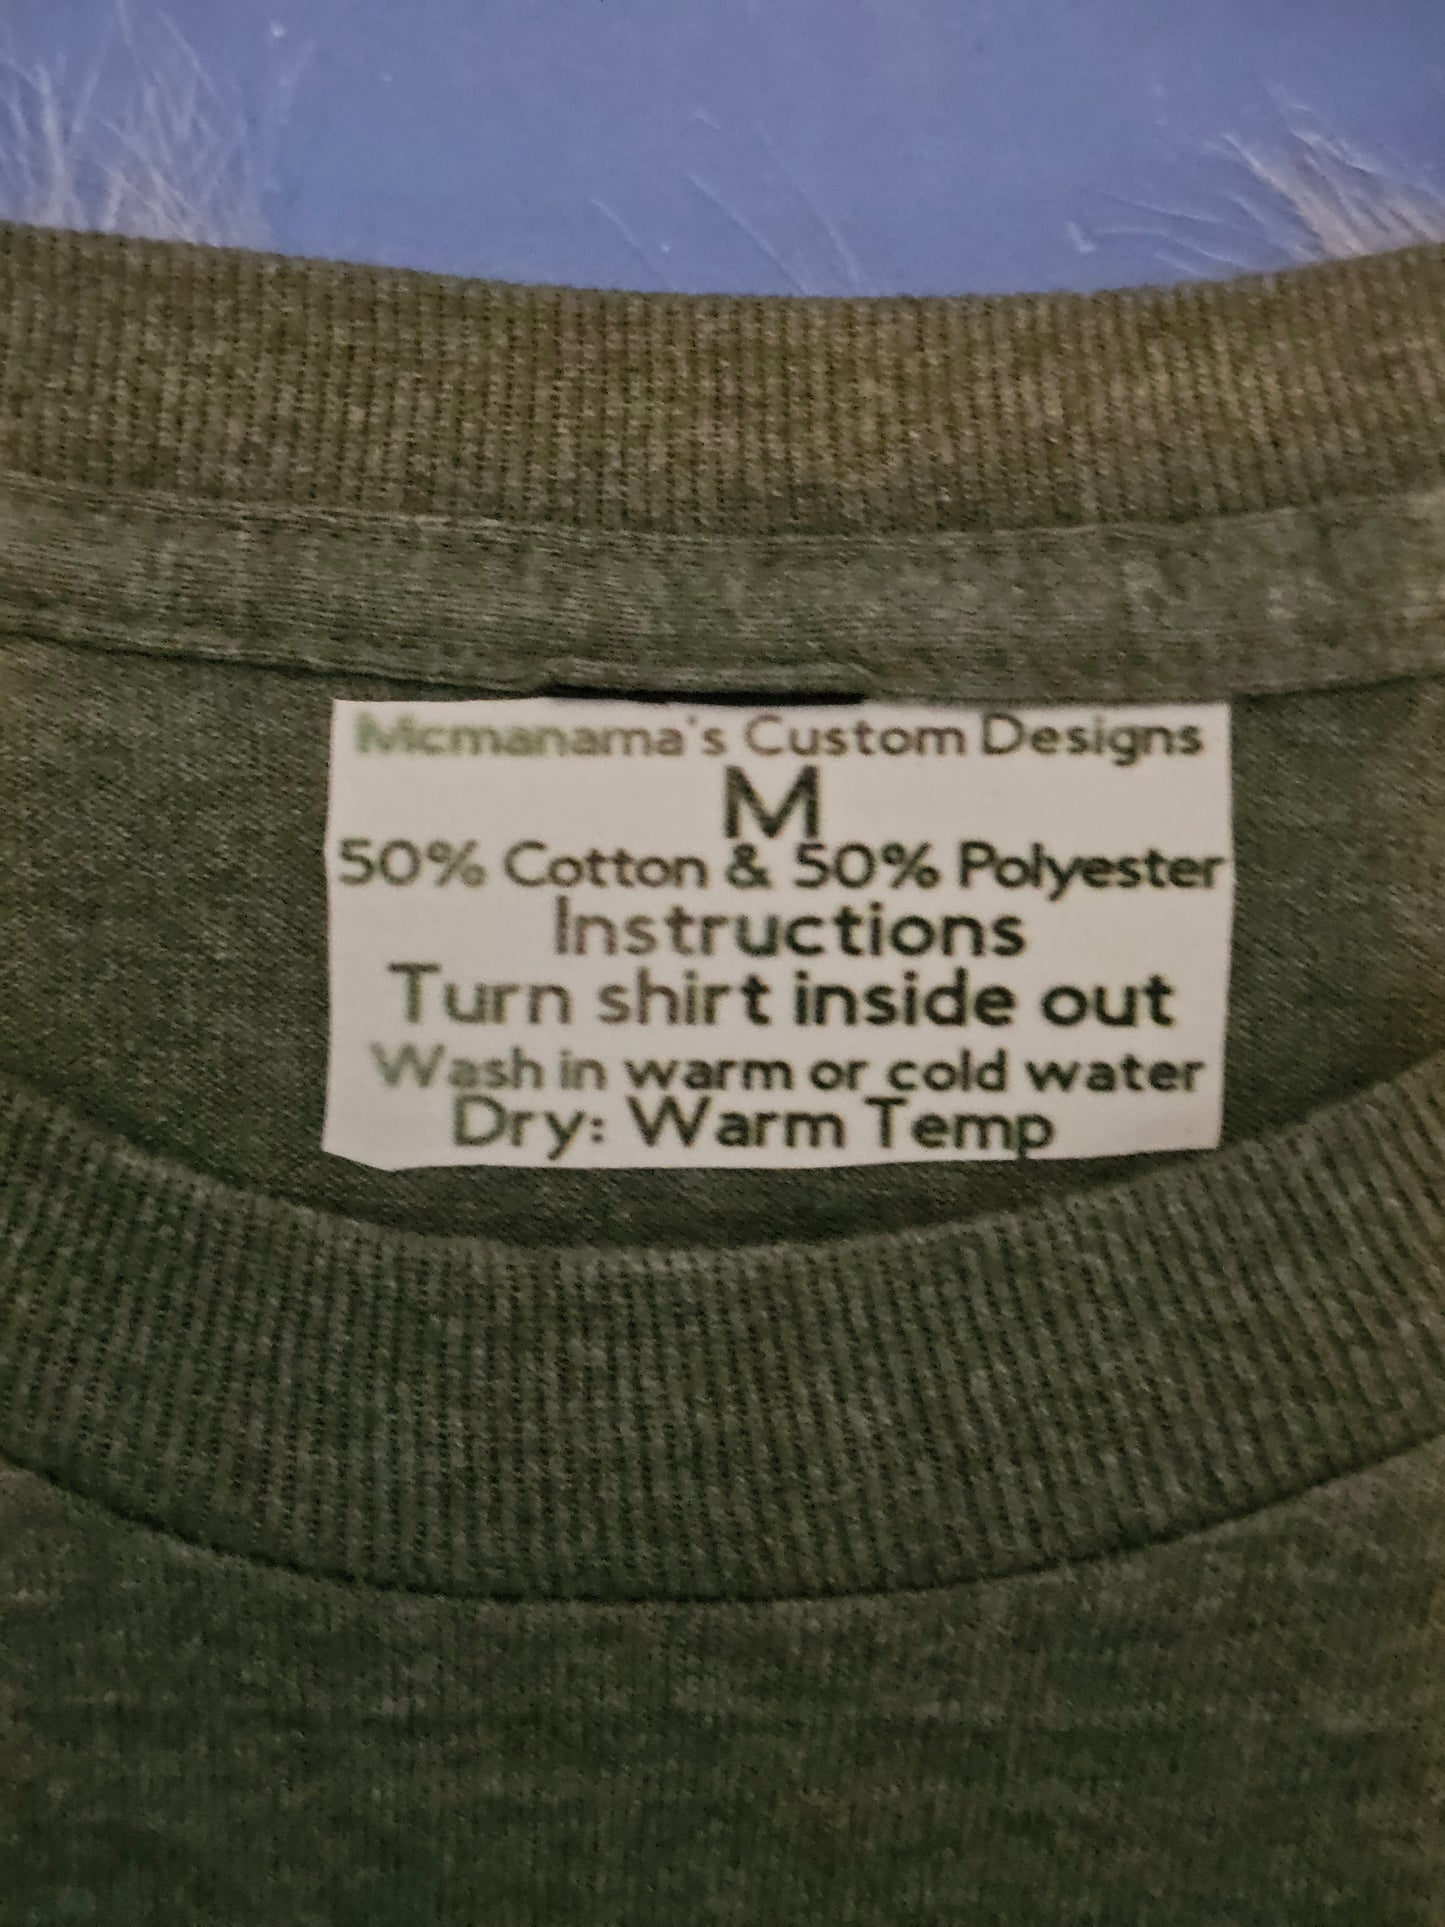 Mcmanama's Custom Designs
M
50% Cotton & 50% Polyester
Instructions
Turn shirt inside out
Wash in warm or cold water
Dry: Warm Temp